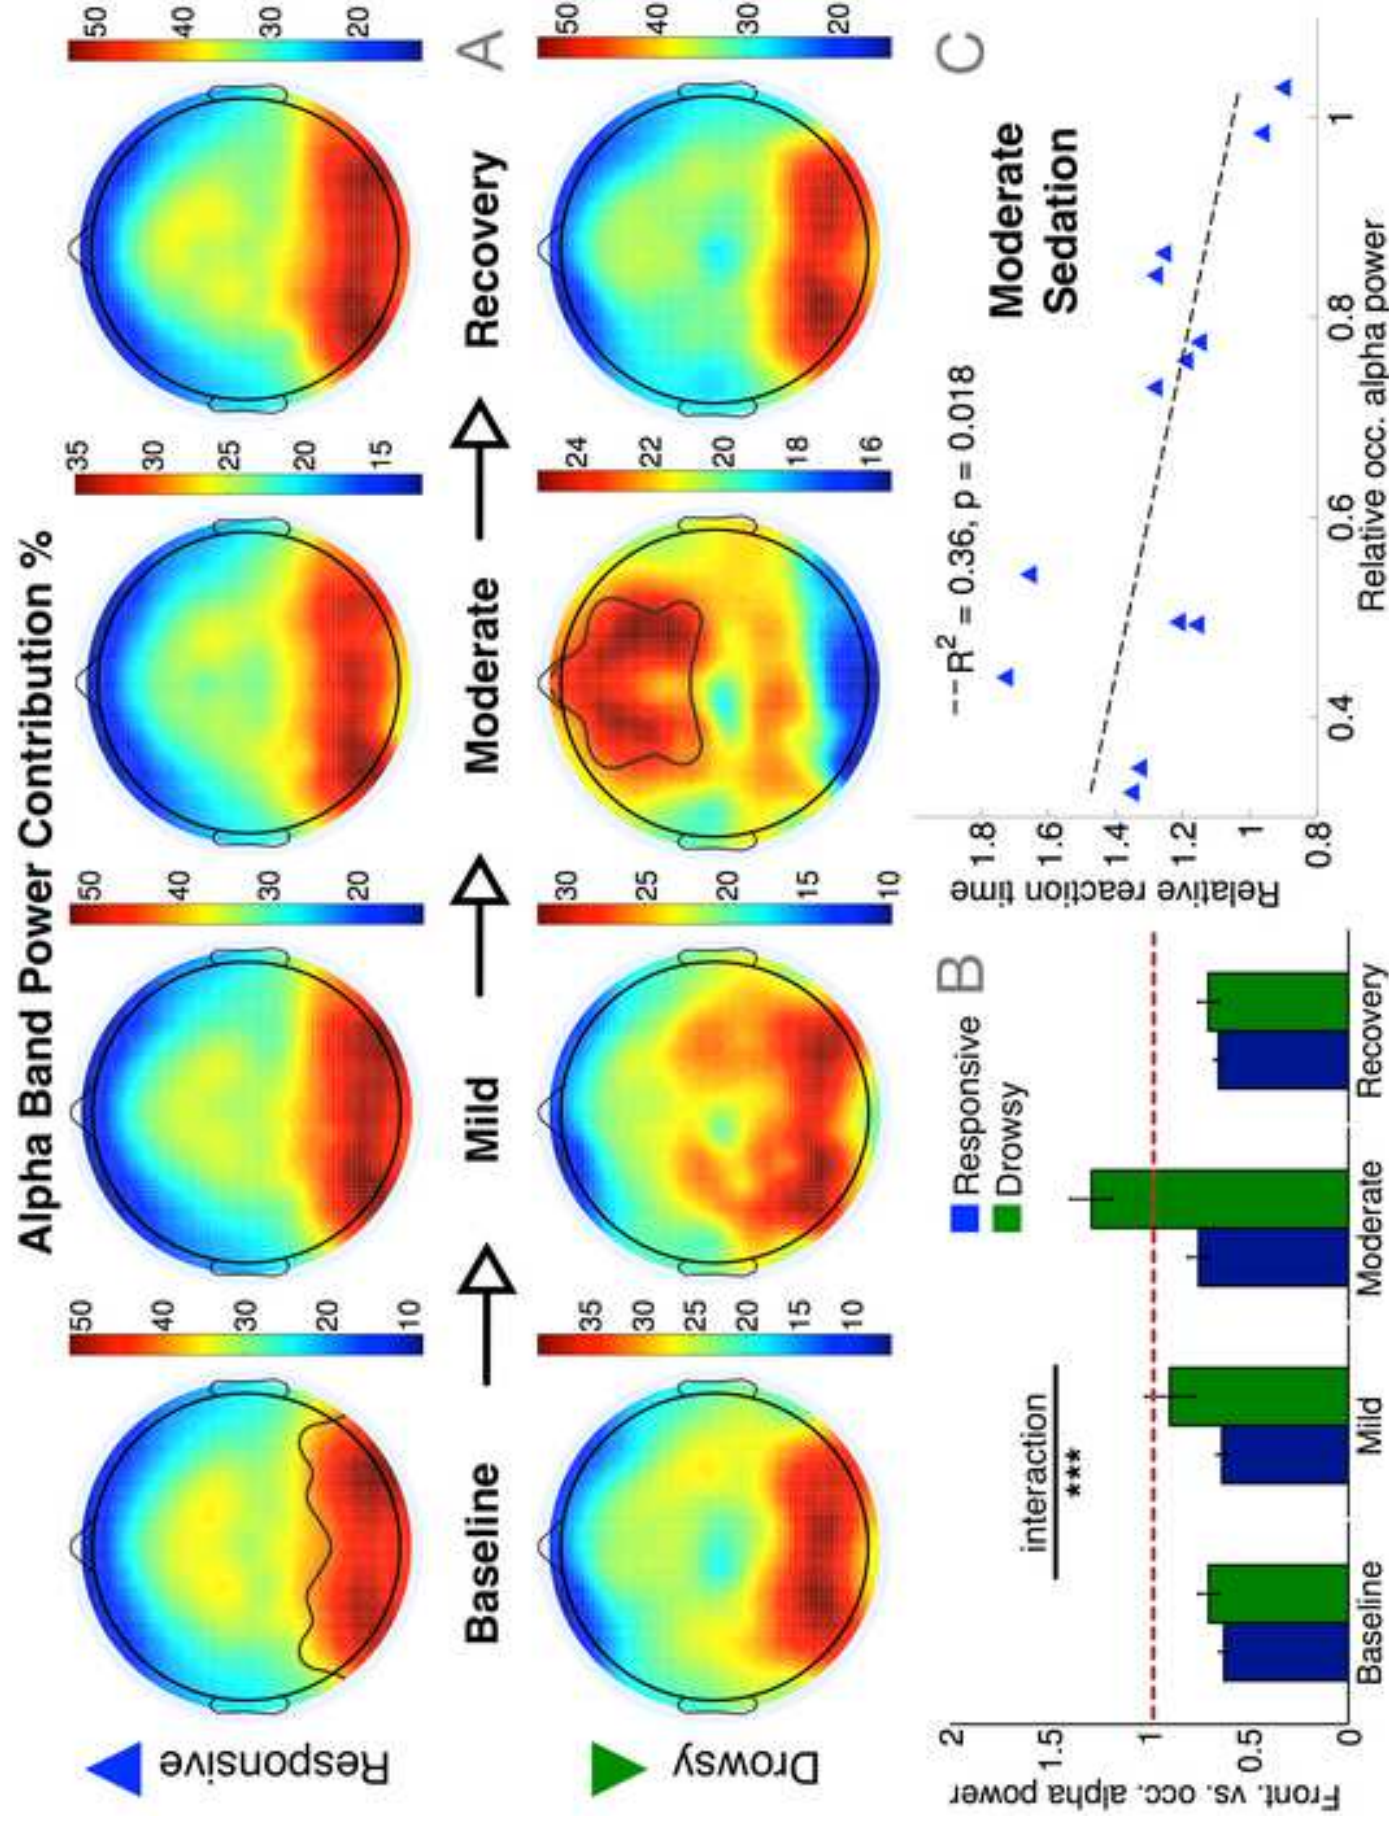 Alpha Band Power Contribution %
Responsive
50
40
30
20
10
50
40
30
20
35
30
25
20
15
50
40
30
20
A
Baseline
Mild
Moderate
Recovery
Drowsy
35
30
25
20
15
10
30
25
20
15
10
24
22
20
18
16
50
40
30
20
B
Front. vs. occ. alpha power
2
1.5
1
0.5
0
interaction
***
Responsive
Drowsy
Baseline
Mild
Moderate
Recovery
C
Relative reaction time
1.8
1.6
1.4
1.2
1
0.8
--R² = 0.36, p = 0.018
Moderate
Sedation
0.4
0.6
0.8
1
Relative occ. alpha power